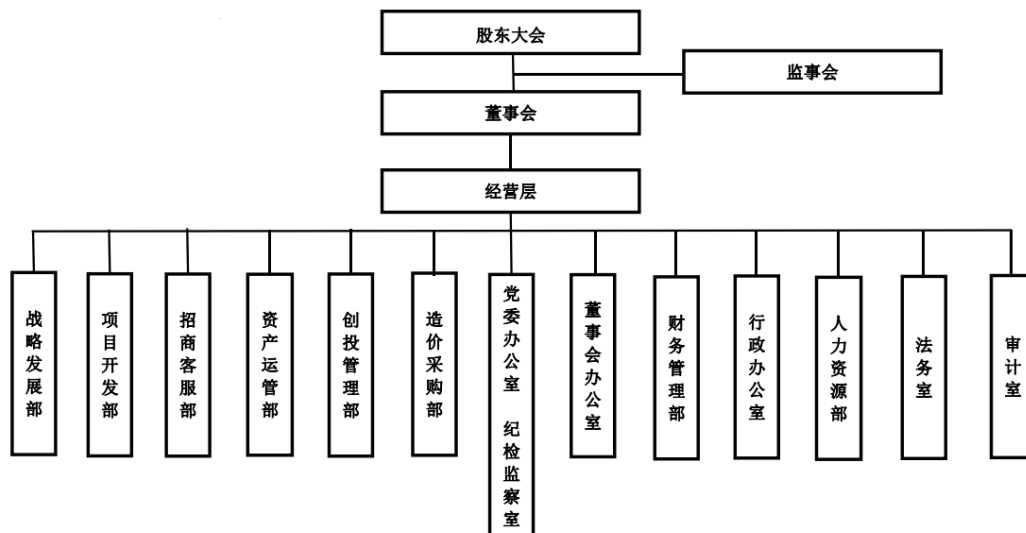 股东大会
监事会
董事会
经营层
战略发展部
项目开发部
招商客服部
资产运管部
创投管理部
造价采购部
党委办公室 纪检监察室
董事会办公室
财务管理部
行政办公室
人力资源部
法务室
审计室